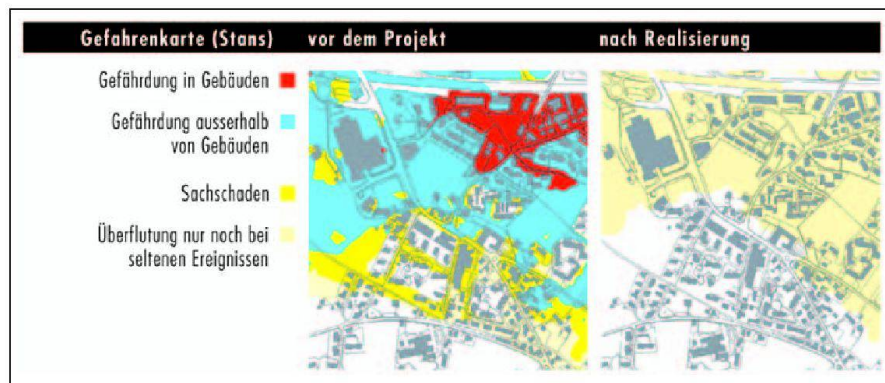 Gefahrenkarte (Stans) vor dem Projekt nach Realisierung
Gefährdung in Gebäuden
Gefährdung ausserhalb
von Gebäuden
Sachschaden
Überflutung nur noch bei
seltenen Ereignissen